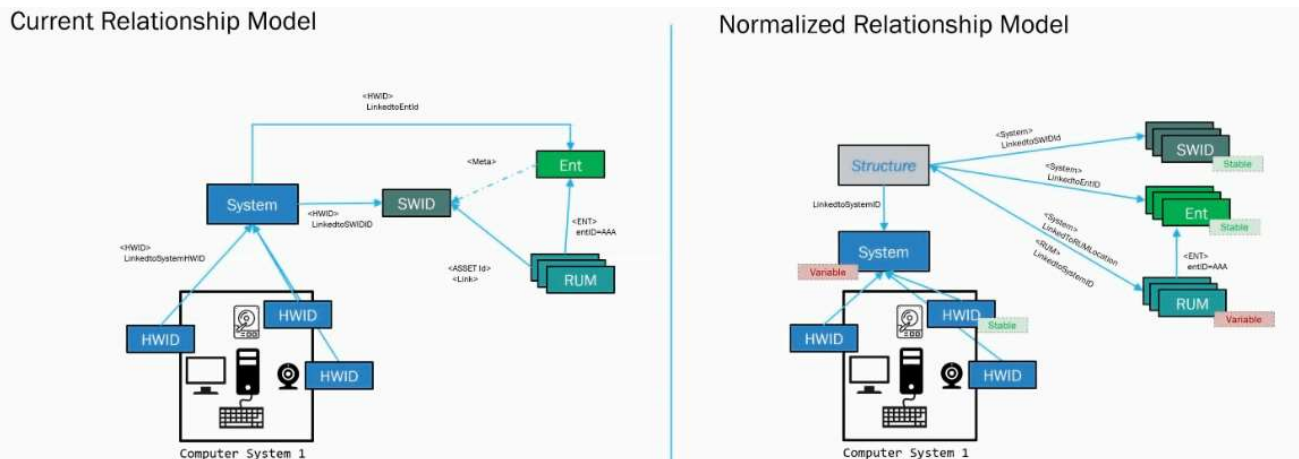 Current Relationship Model
<HWID>
LinkedtoEntId
<Meta>
Ent
System
<HWID>
LinkedtoSWIDID
SWID
<HWID>
LinkedtoSystemHWID
<ENT>
entID=AAA
<ASSET Id>
<Link>
RUM
HWID
HWID
HWID
Computer System 1
Normalized Relationship Model
Structure
<System>
LinkedtoSWIDId
SWID
Stable
<System>
LinkedtoEntID
Ent
Stable
LinkedtoSystemID
<System>
LinkedToRUMLocation
<RUM>
LinkedtoSystemID
<ENT>
entID=AAA
System
Variable
RUM
Variable
HWID
Stable
HWID
HWID
Computer System 1